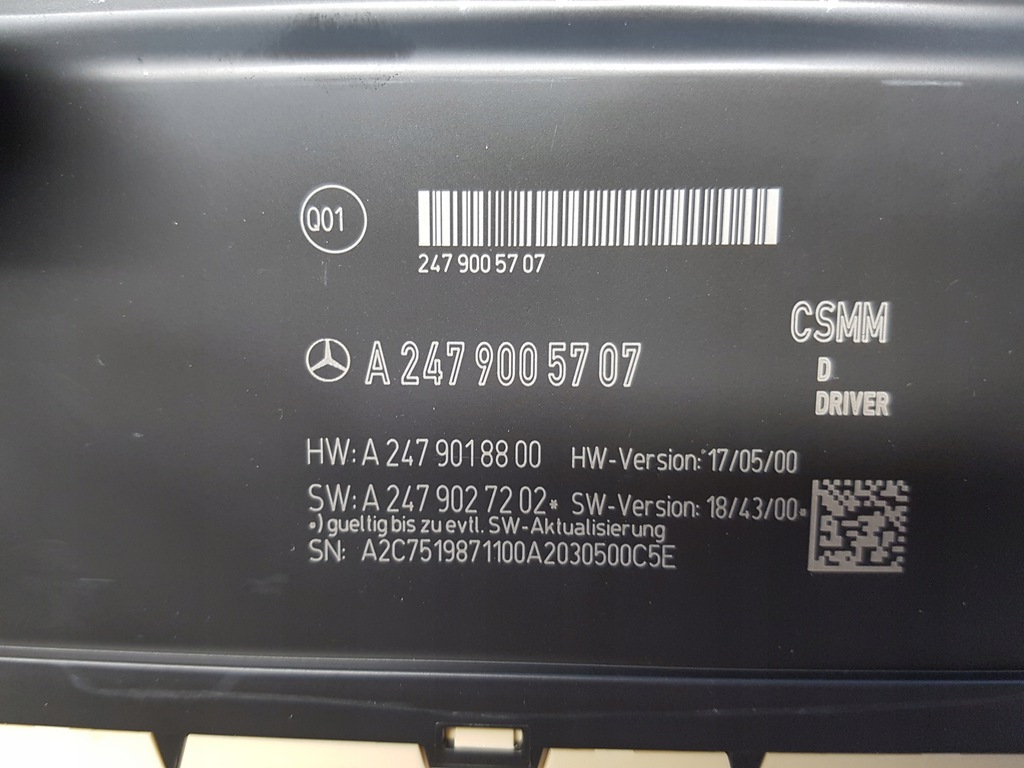 Q01
247 900 57 07
A 247 900 57 07
CSMM
D
DRIVER
HW: A 247 901 88 00 HW-Version: 17/05/00
SW: A 247 902 72 02* SW-Version: 18/43/00*
*) gueltig bis zu evtl. SW-Aktualisierung
SN: A2C7519871100A2030500C5E